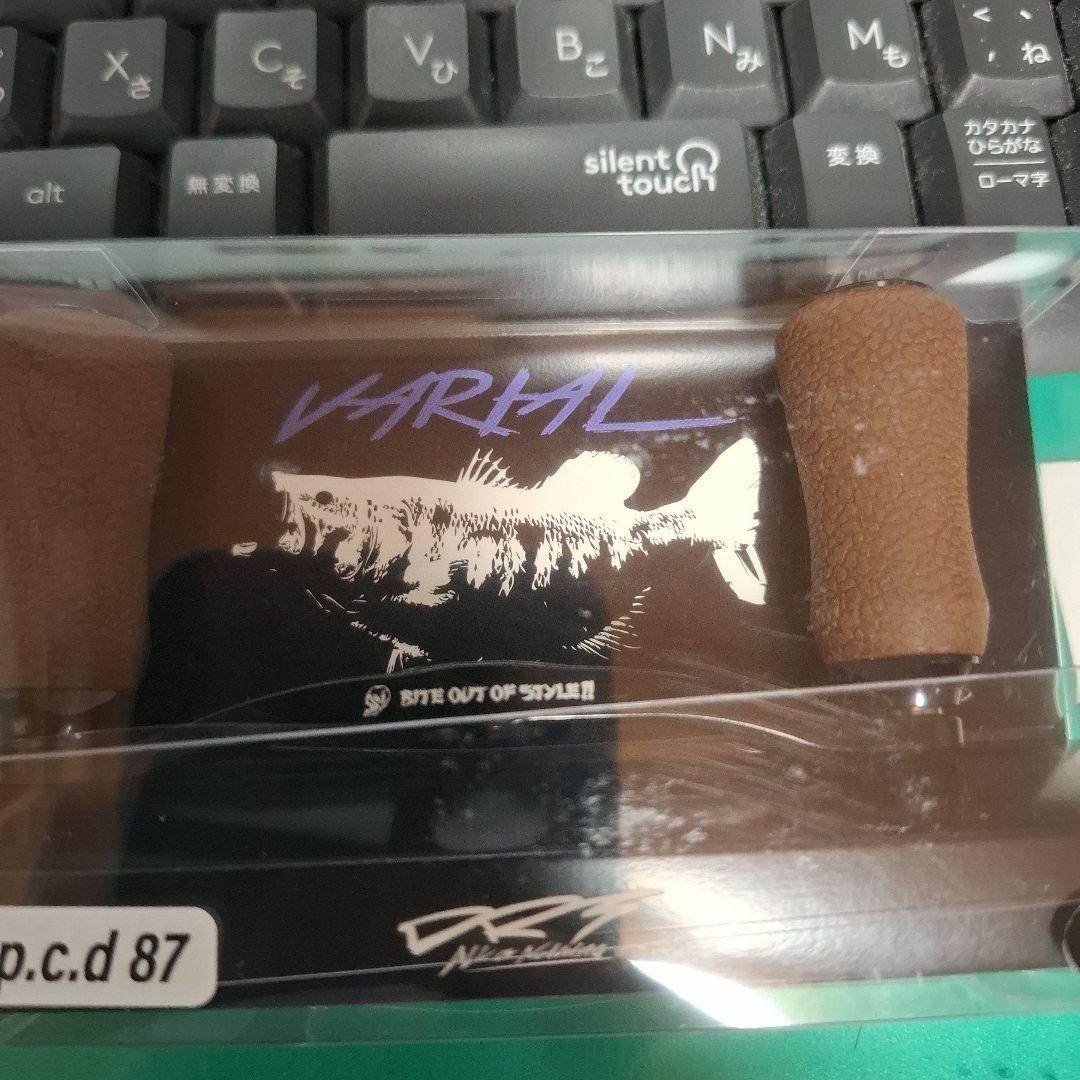 X さ
C そ
V ひ
B こ
N み
M も
< 、
, ね
alt
無変換
silent
touch
変換
カタカナ
ひらがな
ローマ字
VARIAL
BITE OUT OF STYLE!!
DRT
p.c.d 87